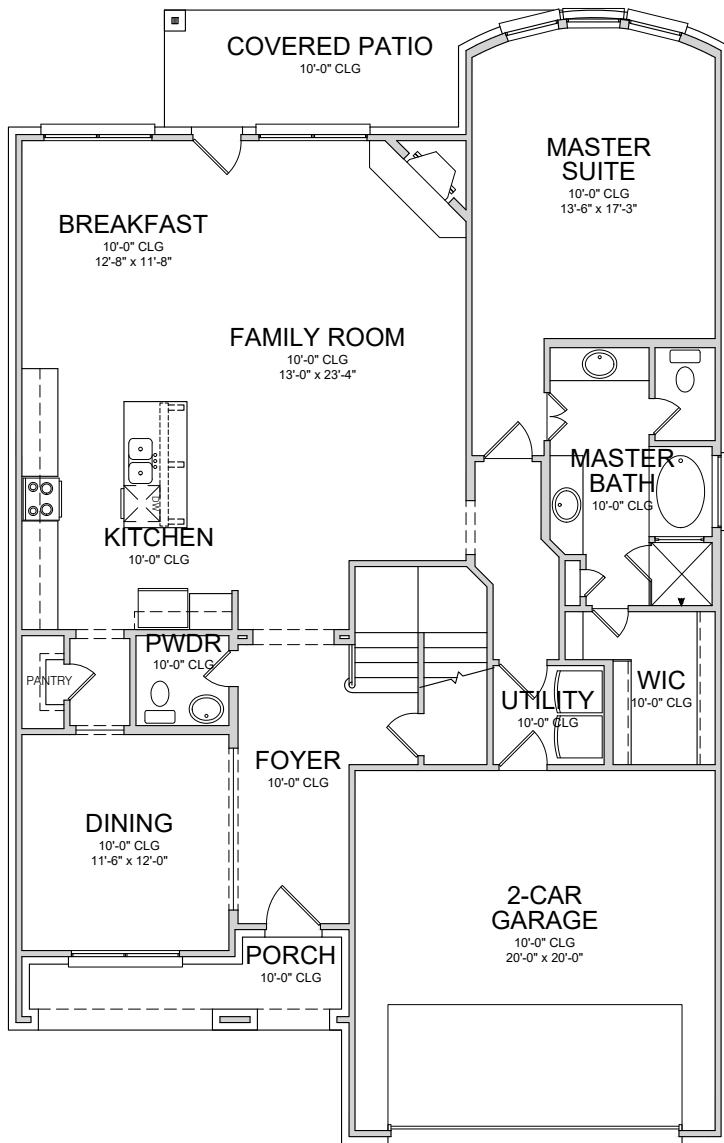 COVERED PATIO
10'-0" CLG
MASTER
SUITE
10'-0" CLG
13'-6" x 17'-3"
BREAKFAST
10'-0" CLG
12'-8" x 11'-8"
FAMILY ROOM
10'-0" CLG
13'-0" x 23'-4"
MASTER
BATH
10'-0" CLG
DW
KITCHEN
10'-0" CLG
PWDR
10'-0" CLG
PANTRY
UTILITY
10'-0" CLG
WIC
10'-0" CLG
FOYER
10'-0" CLG
DINING
10'-0" CLG
11'-6" x 12'-0"
2-CAR
GARAGE
10'-0" CLG
20'-0" x 20'-0"
PORCH
10'-0" CLG